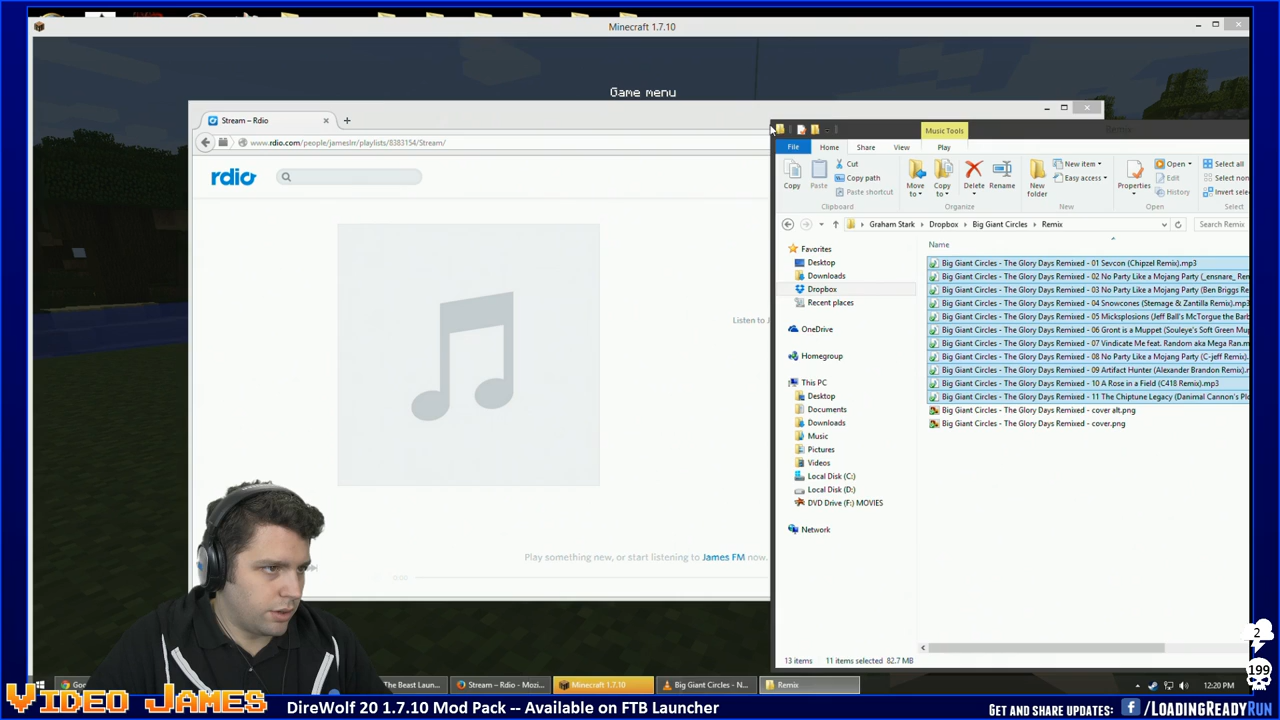 Minecraft 1.7.10
Game menu
Stream – Rdio
www.rdio.com/people/jameslr/playlists/8383154/Stream/
rdio
Listen to J
Play something new, or start listening to James FM now.
0:00
Music Tools
File Home Share View Play
Copy
Paste
Cut
Copy path
Paste shortcut
Clipboard
Move to
Copy to
Delete
Rename
Organize
New folder
New item
Easy access
New
Properties
Open
Edit
History
Open
Select all
Select non
Invert selec
Select
Graham Stark Dropbox Big Giant Circles Remix
Search Remix
Favorites
Desktop
Downloads
Dropbox
Recent places
OneDrive
Homegroup
This PC
Desktop
Documents
Downloads
Music
Pictures
Videos
Local Disk (C:)
Local Disk (D:)
DVD Drive (F:) MOVIES
Network
Name
Big Giant Circles - The Glory Days Remixed - 01 Sevcon (Chipzel Remix).mp3
Big Giant Circles - The Glory Days Remixed - 02 No Party Like a Mojang Party (_ensnare_ Rem
Big Giant Circles - The Glory Days Remixed - 03 No Party Like a Mojang Party (Ben Briggs Re
Big Giant Circles - The Glory Days Remixed - 04 Snowcones (Stemage & Zantilla Remix).mp3
Big Giant Circles - The Glory Days Remixed - 05 Micksplosions (Jeff Ball's McTorgue the Barb
Big Giant Circles - The Glory Days Remixed - 06 Gront is a Muppet (Souleye's Soft Green Mup
Big Giant Circles - The Glory Days Remixed - 07 Vindicate Me feat. Random aka Mega Ran.m
Big Giant Circles - The Glory Days Remixed - 08 No Party Like a Mojang Party (C-jeff Remix).
Big Giant Circles - The Glory Days Remixed - 09 Artifact Hunter (Alexander Brandon Remix).m
Big Giant Circles - The Glory Days Remixed - 10 A Rose in a Field (C418 Remix).mp3
Big Giant Circles - The Glory Days Remixed - 11 The Chiptune Legacy (Danimal Cannon's Plo
Big Giant Circles - The Glory Days Remixed - cover alt.png
Big Giant Circles - The Glory Days Remixed - cover.png
13 items 11 items selected 82.7 MB
2
199
Goo
The Beast Laun...
Stream – Rdio - Mozi...
Minecraft 1.7.10
Big Giant Circles - N...
Remix
12:20 PM
Video James
DireWolf 20 1.7.10 Mod Pack -- Available on FTB Launcher
Get and share updates: /LoadingReadyRun